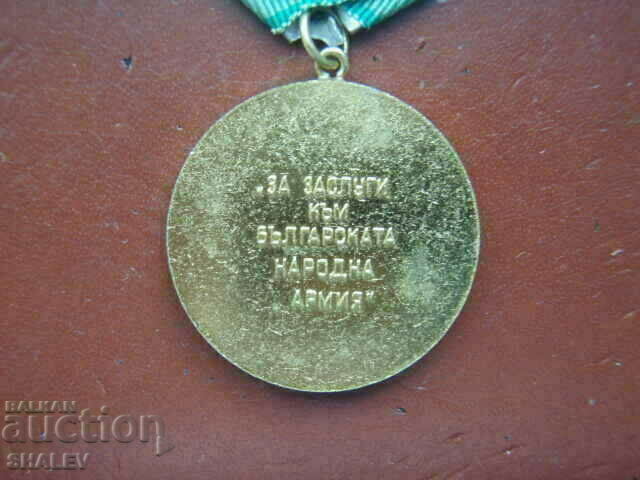 „ЗА ЗАСЛУГИ
КЪМ
БЪЛГАРСКАТА
НАРОДНА
АРМИЯ"
BALKAN
auction
SHALEV